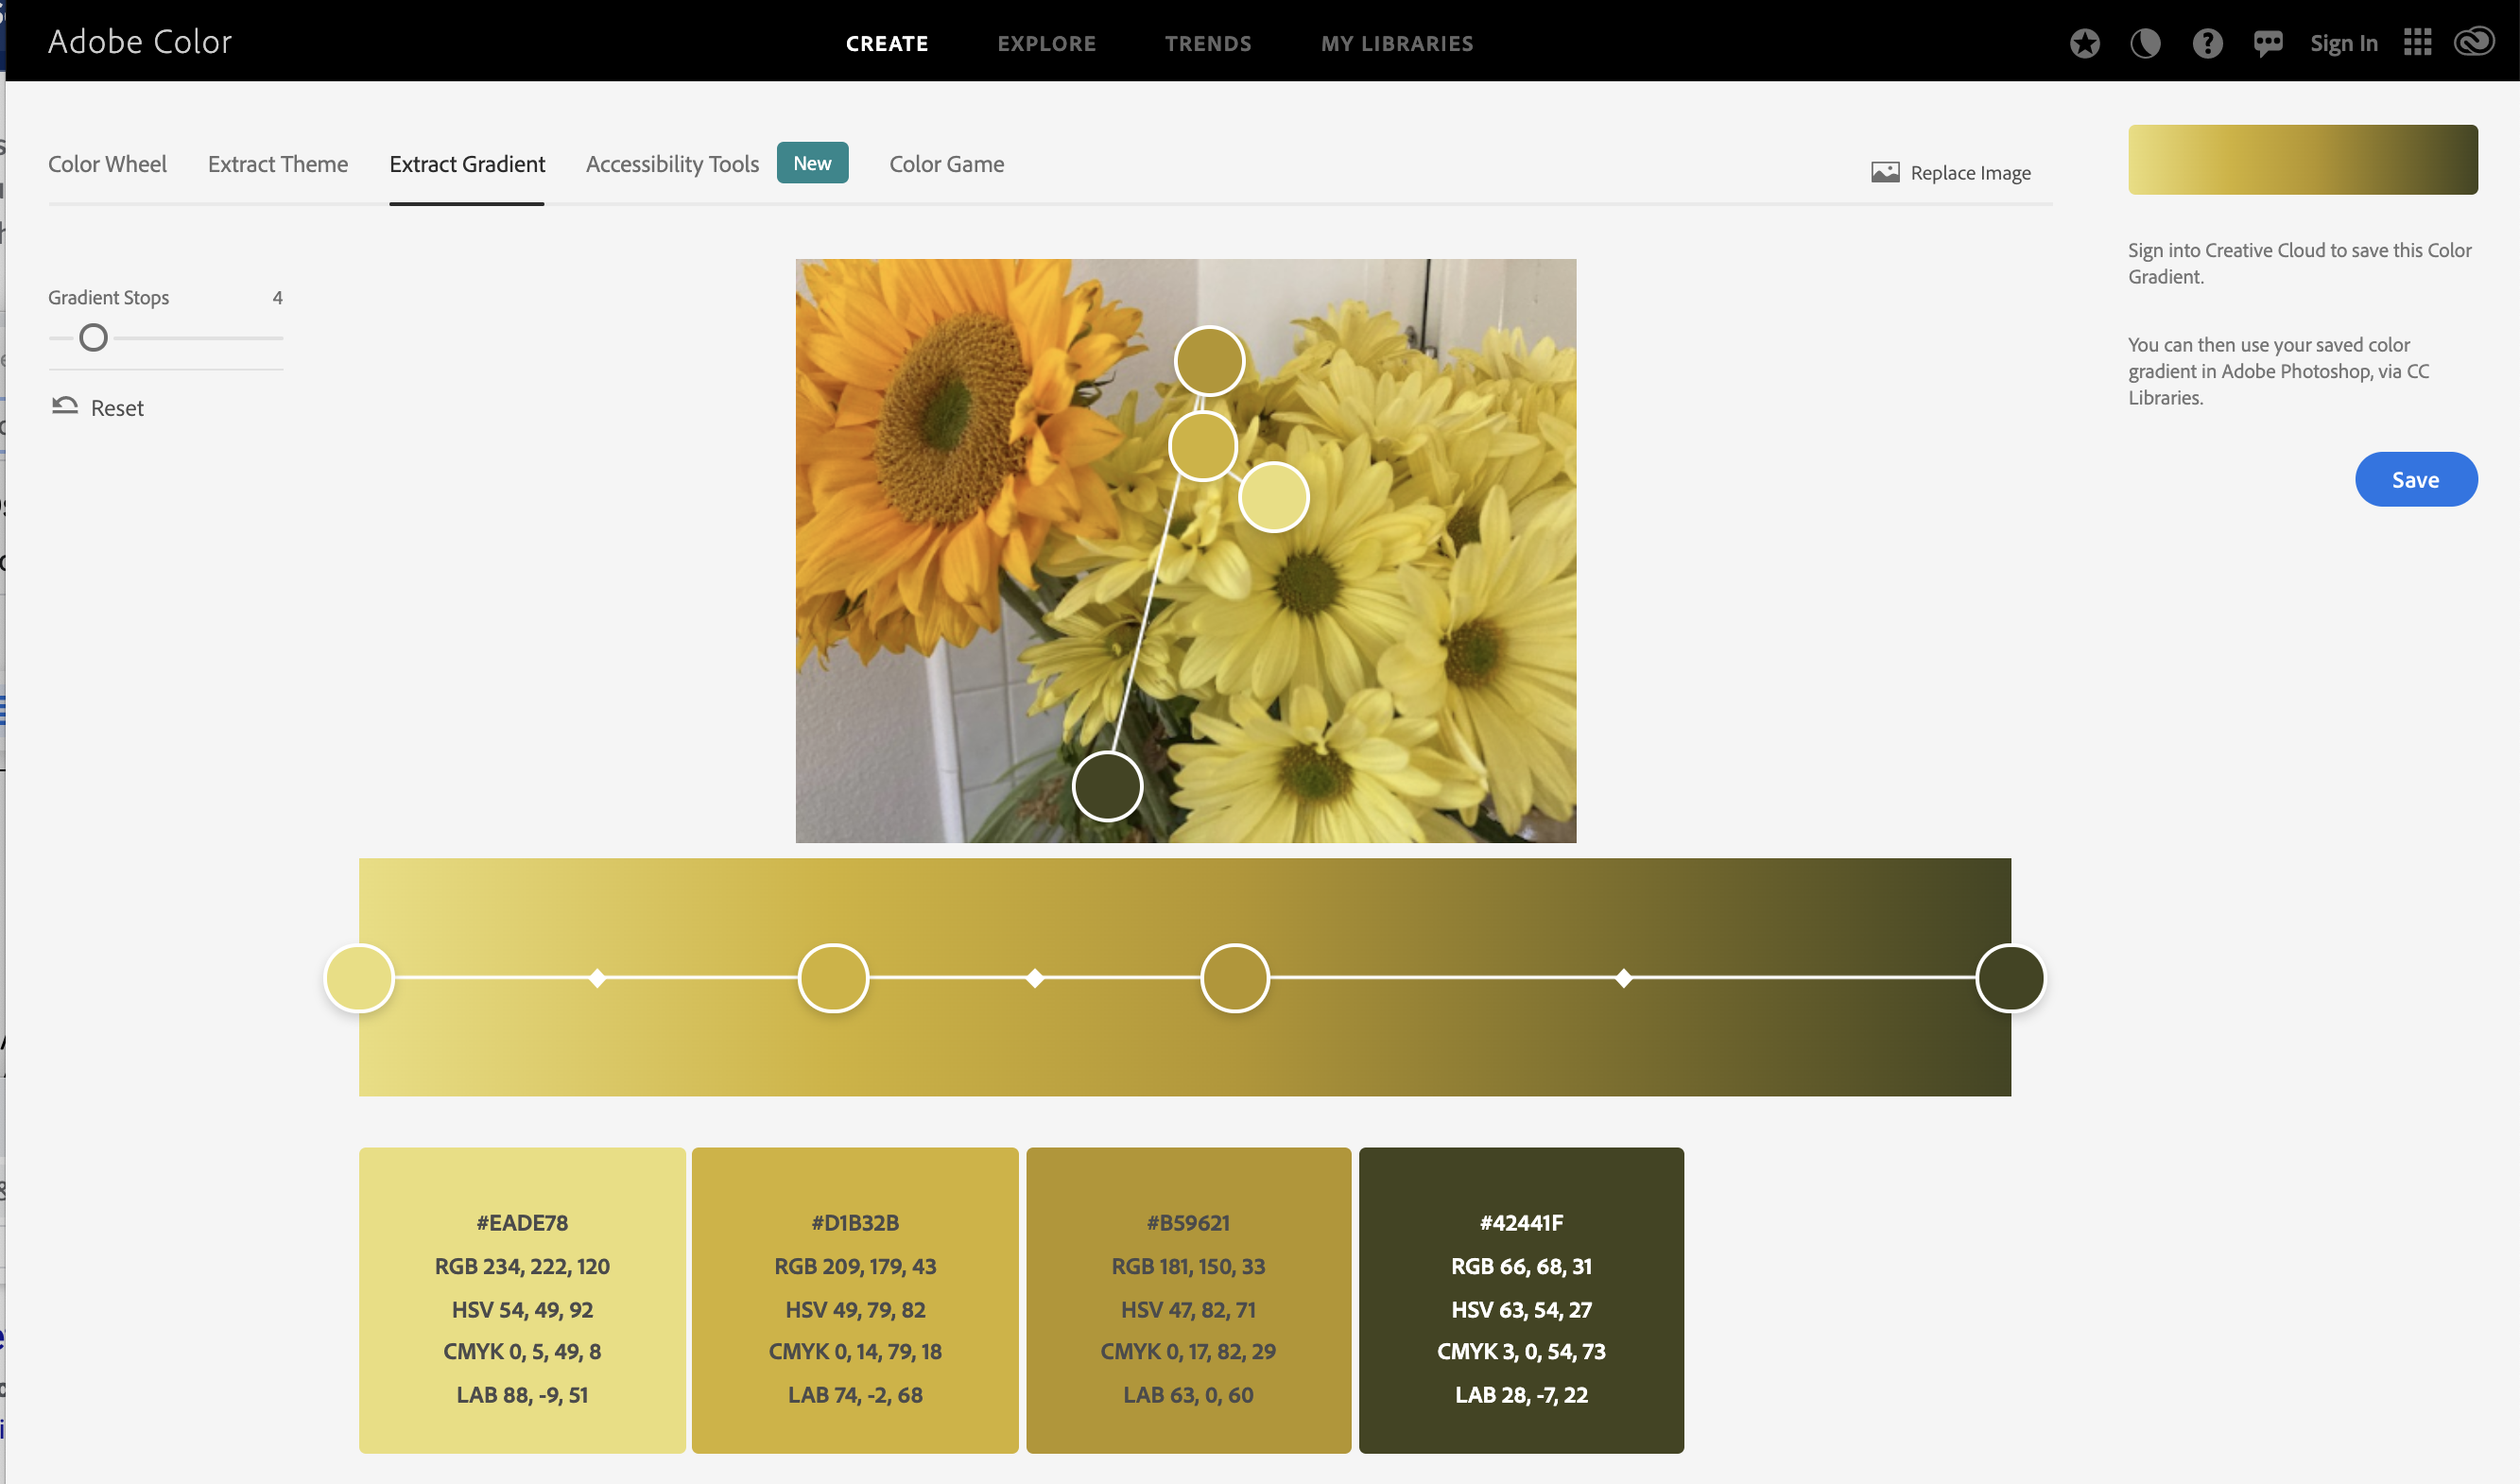 Adobe Color
CREATE
EXPLORE
TRENDS
MY LIBRARIES
Sign In
Color Wheel
Extract Theme
Extract Gradient
Accessibility Tools
New
Color Game
Replace Image
Gradient Stops
4
Reset
Sign into Creative Cloud to save this Color
Gradient.
You can then use your saved color
gradient in Adobe Photoshop, via CC
Libraries.
Save
#EADE78
RGB 234, 222, 120
HSV 54, 49, 92
CMYK 0, 5, 49, 8
LAB 88, -9, 51
#D1B32B
RGB 209, 179, 43
HSV 49, 79, 82
CMYK 0, 14, 79, 18
LAB 74, -2, 68
#B59621
RGB 181, 150, 33
HSV 47, 82, 71
CMYK 0, 17, 82, 29
LAB 63, 0, 60
#42441F
RGB 66, 68, 31
HSV 63, 54, 27
CMYK 3, 0, 54, 73
LAB 28, -7, 22